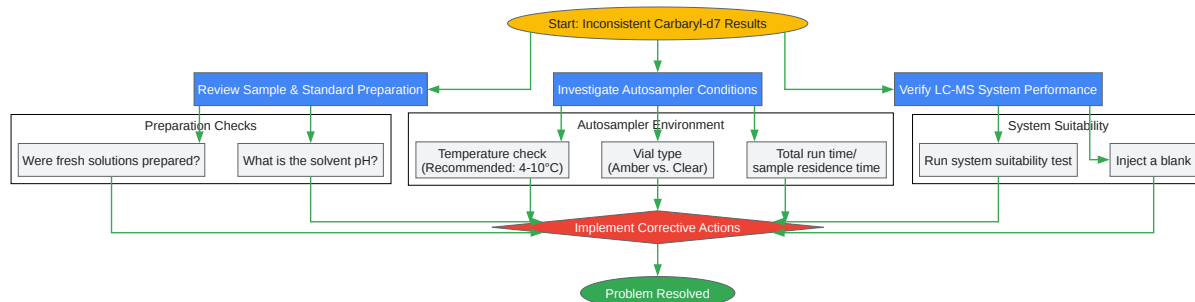 Start: Inconsistent Carbaryl-d7 Results
Review Sample & Standard Preparation
Investigate Autosampler Conditions
Verify LC-MS System Performance
Preparation Checks
Autosampler Environment
System Suitability
Were fresh solutions prepared?
What is the solvent pH?
Temperature check
(Recommended: 4-10°C)
Vial type
(Amber vs. Clear)
Total run time/
sample residence time
Run system suitability test
Inject a blank
Implement Corrective Actions
Problem Resolved